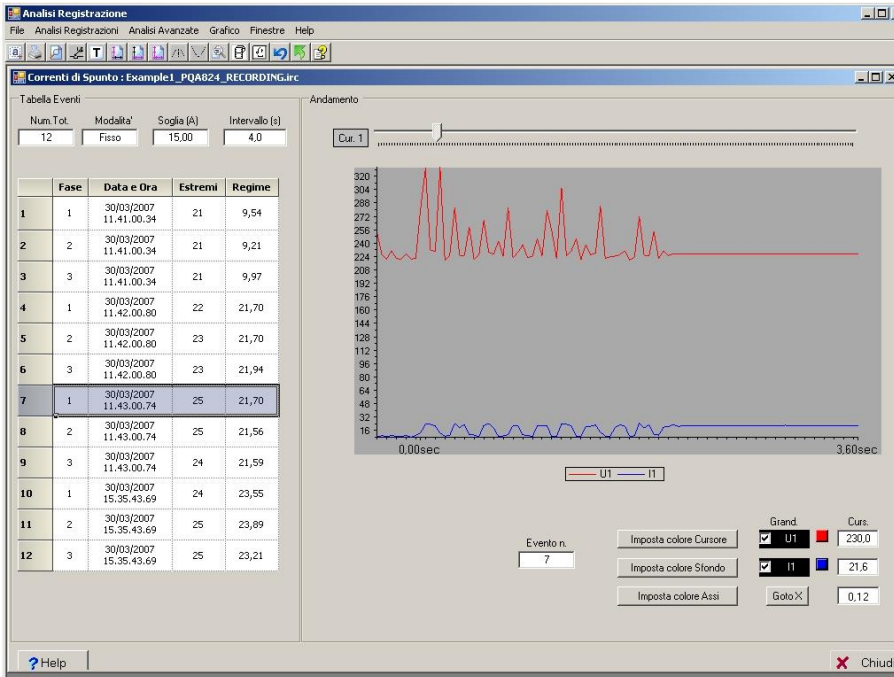 Analisi Registrazione
File Analisi Registrazioni Analisi Avanzate Grafico Finestre Help
Correnti di Spunto : Example1_PQA824_RECORDING.irc
Tabella Eventi
Num.Tot. Modalita' Soglia (A) Intervallo (s)
12 Fisso 15,00 4,0
Fase Data e Ora Estremi Regime
1 1 30/03/2007 11.41.00.34 21 9,54
2 2 30/03/2007 11.41.00.34 21 9,21
3 3 30/03/2007 11.41.00.34 21 9,97
4 1 30/03/2007 11.42.00.80 22 21,70
5 2 30/03/2007 11.42.00.80 23 21,70
6 3 30/03/2007 11.42.00.80 23 21,94
7 1 30/03/2007 11.43.00.74 25 21,70
8 2 30/03/2007 11.43.00.74 25 21,56
9 3 30/03/2007 11.43.00.74 24 21,59
10 1 30/03/2007 15.35.43.69 24 23,55
11 2 30/03/2007 15.35.43.69 25 23,89
12 3 30/03/2007 15.35.43.69 25 23,21
Andamento
Cur. 1
320
304
288
272
256
240
224
208
192
176
160
144
128
112
96
80
64
48
32
16
0,00sec 3,60sec
U1 I1
Evento n.
7
Imposta colore Cursore
Imposta colore Sfondo
Imposta colore Assi
Grand. Curs.
U1 230,0
I1 21,6
Goto X 0,12
Help
Chiud